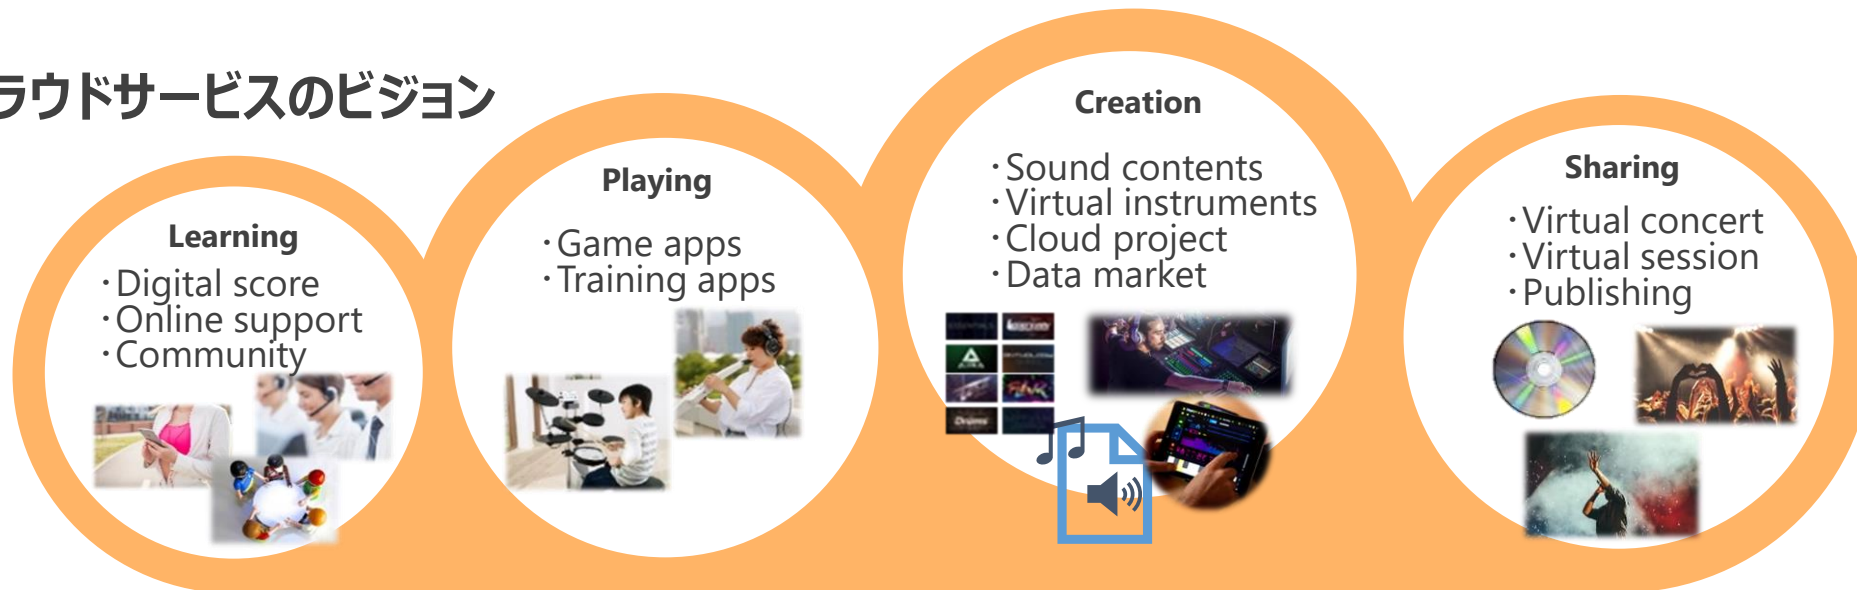 ラウドサービスのビジョン
Learning
・Digital score
・Online support
・Community
Playing
・Game apps
・Training apps
Creation
・Sound contents
・Virtual instruments
・Cloud project
・Data market
Drums
Sharing
・Virtual concert
・Virtual session
・Publishing